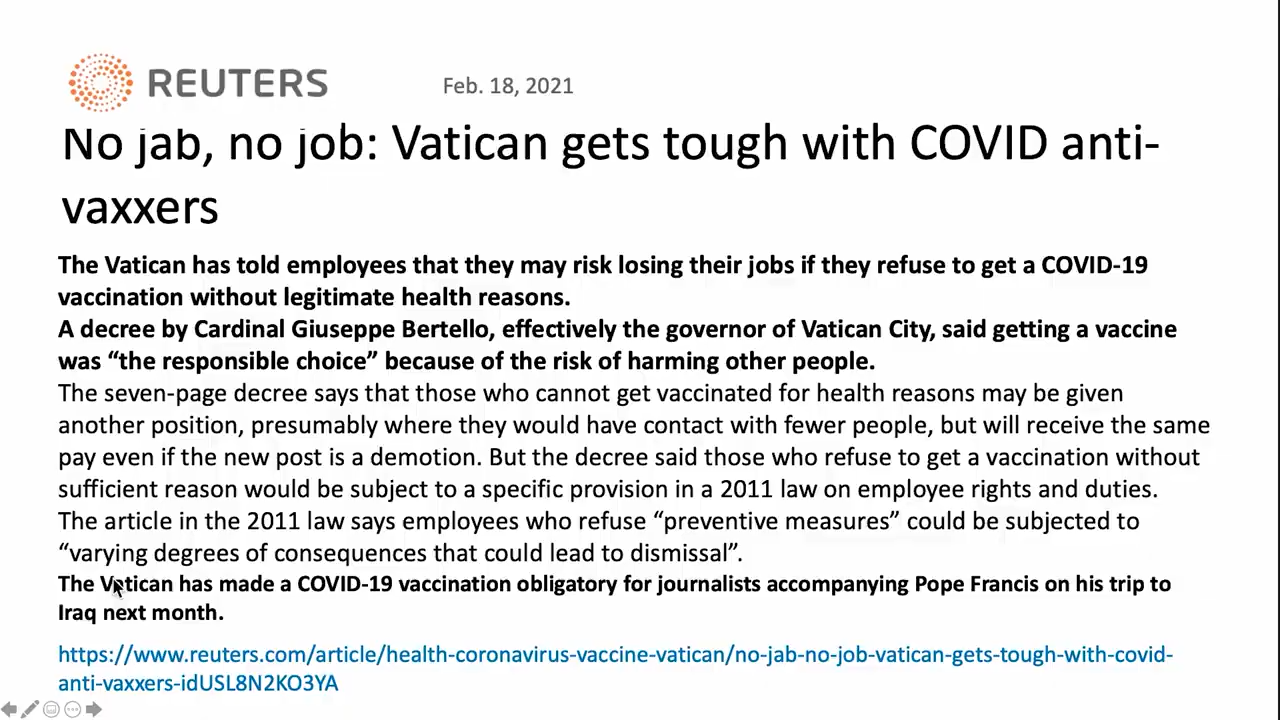 REUTERS
Feb. 18, 2021
No jab, no job: Vatican gets tough with COVID anti-
vaxxers
The Vatican has told employees that they may risk losing their jobs if they refuse to get a COVID-19
vaccination without legitimate health reasons.
A decree by Cardinal Giuseppe Bertello, effectively the governor of Vatican City, said getting a vaccine
was “the responsible choice” because of the risk of harming other people.
The seven-page decree says that those who cannot get vaccinated for health reasons may be given
another position, presumably where they would have contact with fewer people, but will receive the same
pay even if the new post is a demotion. But the decree said those who refuse to get a vaccination without
sufficient reason would be subject to a specific provision in a 2011 law on employee rights and duties.
The article in the 2011 law says employees who refuse “preventive measures” could be subjected to
“varying degrees of consequences that could lead to dismissal”.
The Vatican has made a COVID-19 vaccination obligatory for journalists accompanying Pope Francis on his trip to
Iraq next month.
https://www.reuters.com/article/health-coronavirus-vaccine-vatican/no-jab-no-job-vatican-gets-tough-with-covid-
anti-vaxxers-idUSL8N2KO3YA